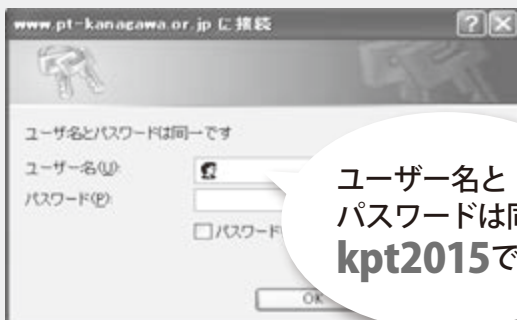 www.pt-kanagawa.or.jp に接続
ユーザ名とパスワードは同一です
ユーザー名(U):
パスワード(P):
パスワード
OK
ユーザー名と
パスワードは同
kpt2015で